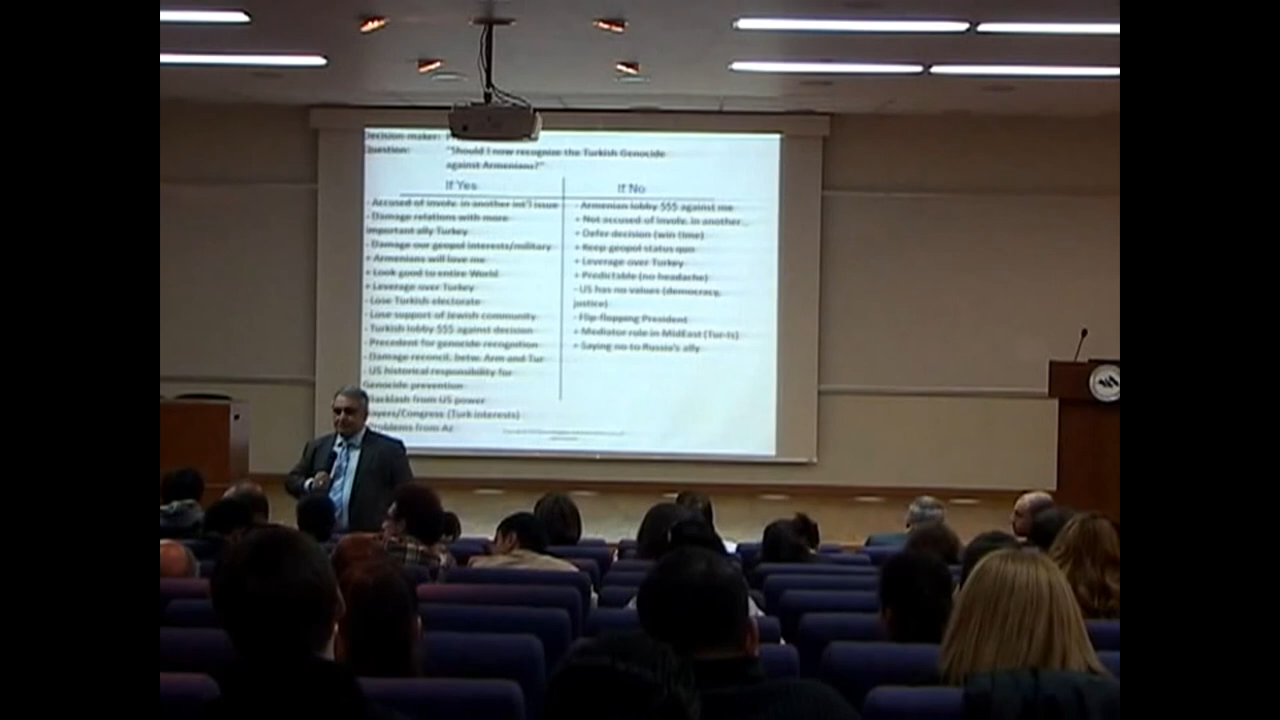 Decision maker: P
Question: "Should I now recognize the Turkish Genocide
against Armenians?"
If Yes
- Accused of involv. in another int'l issue
- Damage relations with more
important ally Turkey
- Damage our geopol interests/military
+ Armenians will love me
+ Look good to entire World
+ Leverage over Turkey
- Lose Turkish electorate
- Lose support of Jewish community
- Turkish lobby $$$ against decision
- Precedent for genocide recognition
- Damage reconcil. betw. Arm and Tur
- US historical responsibility for
Genocide prevention
Backlash from US power
layers/Congress (Turk interests)
Problems from Az
If No
- Armenian lobby $$$ against me
+ Not accused of involv. in another...
+ Defer decision (win time)
+ Keep geopol status quo
+ Leverage over Turkey
+ Predictable (no headache)
- US has no values (democracy,
justice)
- Flip-flopping President
+ Mediator role in MidEast (Tur-Is)
+ Saying no to Russia's ally